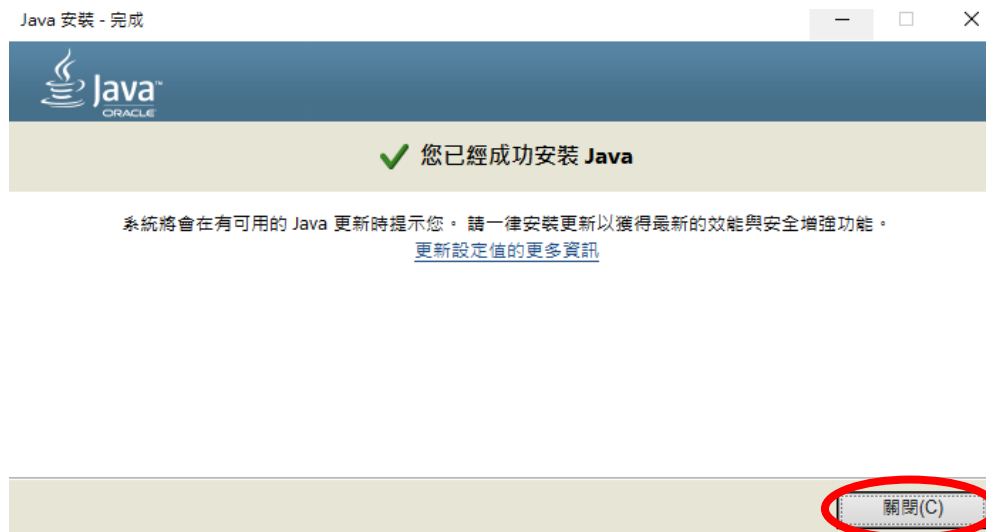 Java 安裝 - 完成
Java™
ORACLE
您已經成功安裝 Java
系統將會在有可用的 Java 更新時提示您。 請一律安裝更新以獲得最新的效能與安全增強功能。
更新設定值的更多資訊
關閉(C)